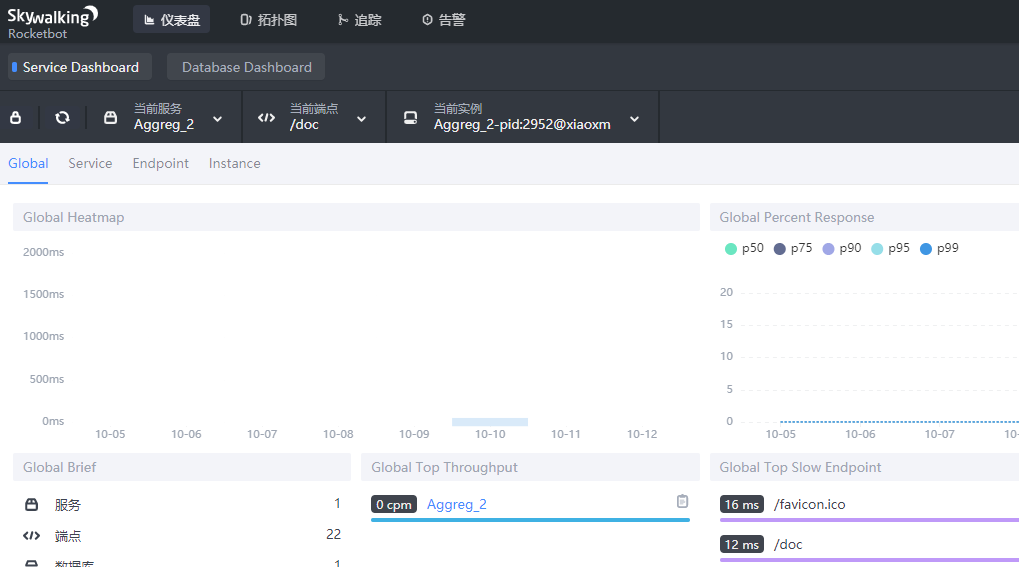 Skywalking
Rocketbot
仪表盘 拓扑图 追踪 告警
Service Dashboard Database Dashboard
当前服务 当前端点 当前实例
Aggreg_2 /doc Aggreg_2-pid:2952@xiaoxm
Global Service Endpoint Instance
Global Heatmap
2000ms
1500ms
1000ms
500ms
0ms
10-05 10-06 10-07 10-08 10-09 10-10 10-11 10-12
Global Percent Response
p50 p75 p90 p95 p99
20
15
10
5
0
10-05 10-06 10-07 10-
Global Brief
服务 1
端点 22
数据库 1
Global Top Throughput
0 cpm Aggreg_2
Global Top Slow Endpoint
16 ms /favicon.ico
12 ms /doc